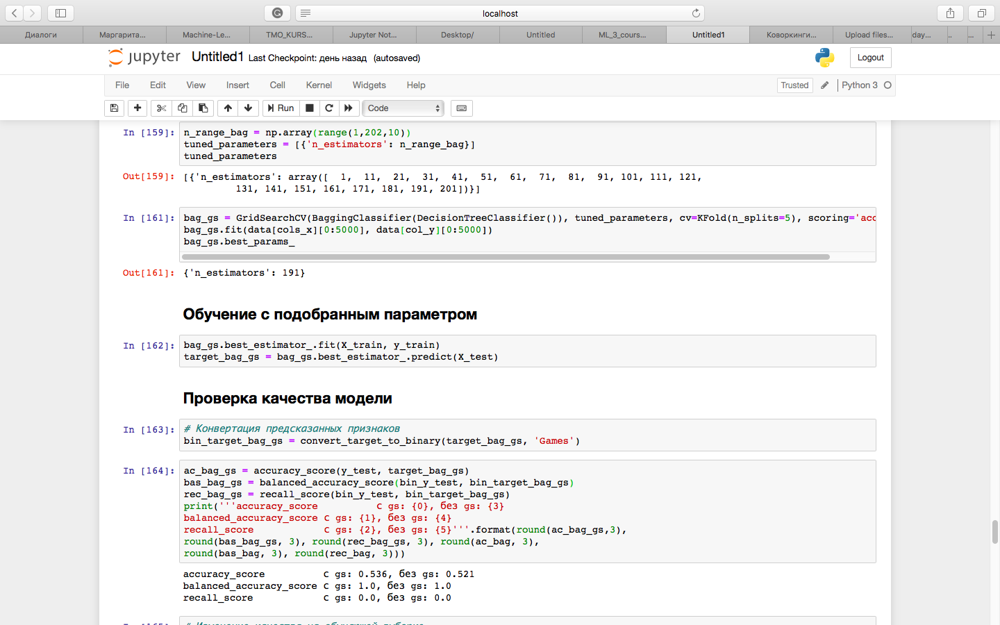 localhost
Диалоги
Маргарита...
Machine-Le...
TMO_KURS...
Jupyter Not...
Desktop/
Untitled
ML_3_cours...
Untitled1
Коворкинги...
Upload files...
day...
..
...
jupyter Untitled1 Last Checkpoint: день назад (autosaved)
Logout
File Edit View Insert Cell Kernel Widgets Help
Trusted Python 3
Run Code
In [159]: n_range_bag = np.array(range(1,202,10))
tuned_parameters = [{'n_estimators': n_range_bag}]
tuned_parameters
Out[159]: [{'n_estimators': array([  1,  11,  21,  31,  41,  51,  61,  71,  81,  91, 101, 111, 121,
131, 141, 151, 161, 171, 181, 191, 201])}]
In [161]: bag_gs = GridSearchCV(BaggingClassifier(DecisionTreeClassifier()), tuned_parameters, cv=KFold(n_splits=5), scoring='acc
bag_gs.fit(data[cols_x][0:5000], data[col_y][0:5000])
bag_gs.best_params_
Out[161]: {'n_estimators': 191}
Обучение с подобранным параметром
In [162]: bag_gs.best_estimator_.fit(X_train, y_train)
target_bag_gs = bag_gs.best_estimator_.predict(X_test)
Проверка качества модели
In [163]: # Конвертация предсказанных признаков
bin_target_bag_gs = convert_target_to_binary(target_bag_gs, 'Games')
In [164]: ac_bag_gs = accuracy_score(y_test, target_bag_gs)
bas_bag_gs = balanced_accuracy_score(bin_y_test, bin_target_bag_gs)
rec_bag_gs = recall_score(bin_y_test, bin_target_bag_gs)
print('''accuracy_score          с gs: {0}, без gs: {3}
balanced_accuracy_score с gs: {1}, без gs: {4}
recall_score            с gs: {2}, без gs: {5}'''.format(round(ac_bag_gs,3),
round(bas_bag_gs, 3), round(rec_bag_gs, 3), round(ac_bag, 3),
round(bas_bag, 3), round(rec_bag, 3)))
accuracy_score          с gs: 0.536, без gs: 0.521
balanced_accuracy_score с gs: 1.0, без gs: 1.0
recall_score            с gs: 0.0, без gs: 0.0